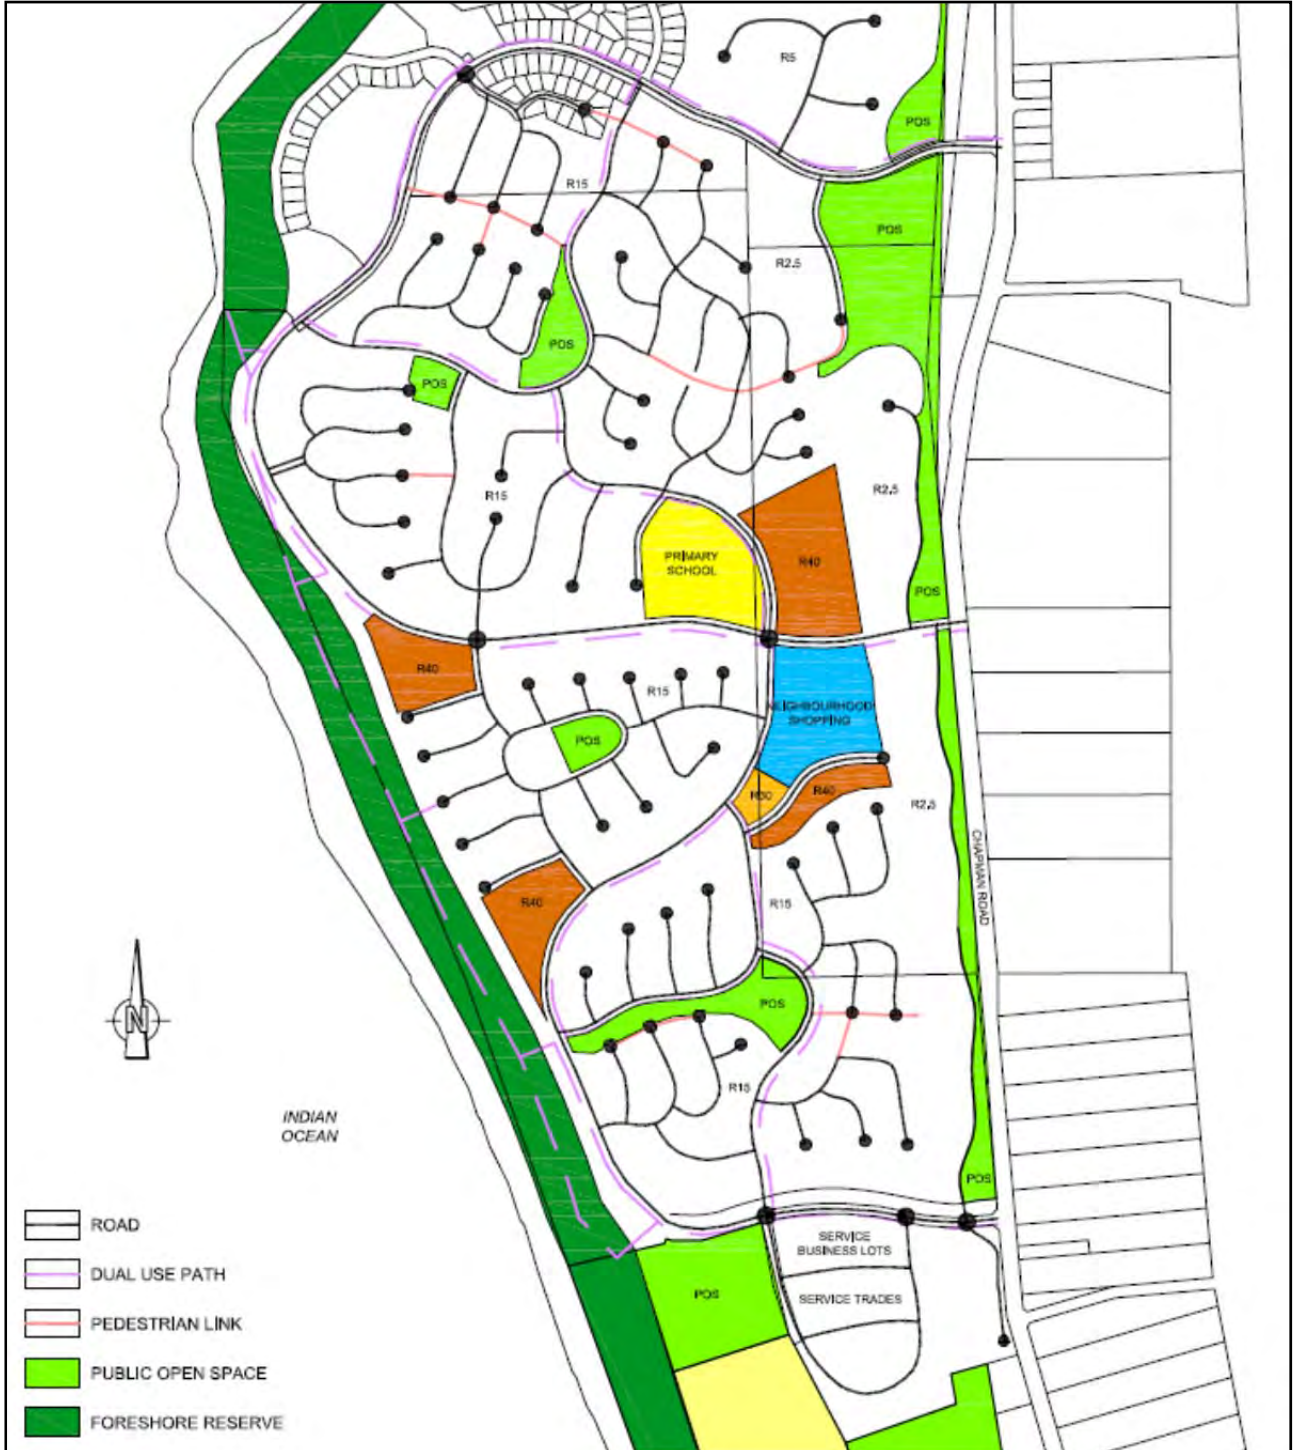 R5
POS
R15
POS
R2.5
POS
POS
R15
R2.5
PRIMARY
SCHOOL
R40
POS
R40
R15
NEIGHBOURHOOD
SHOPPING
POS
R40
R2.5
CHAPMAN ROAD
R40
R15
POS
R15
N
INDIAN
OCEAN
POS
SERVICE
BUSINESS LOTS
POS
SERVICE TRADES
ROAD
DUAL USE PATH
PEDESTRIAN LINK
PUBLIC OPEN SPACE
FORESHORE RESERVE